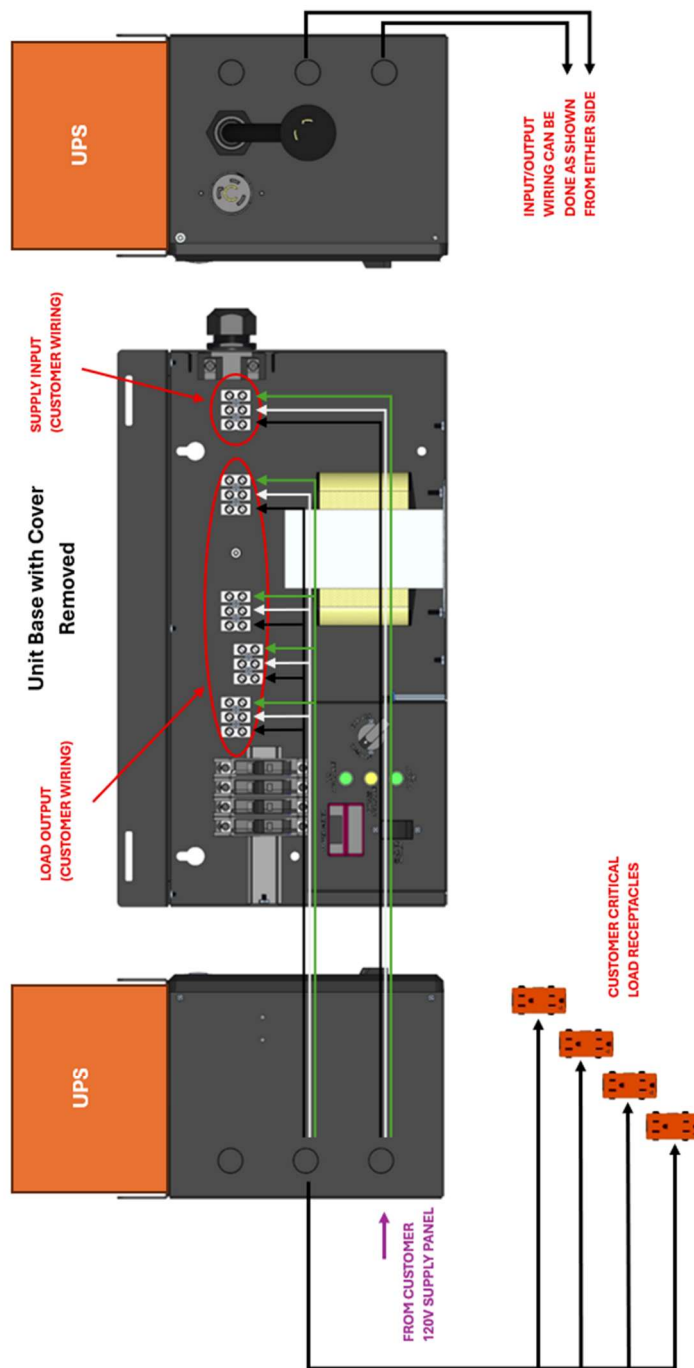 UPS
INPUT/OUTPUT
WIRING CAN BE
DONE AS SHOWN
FROM EITHER SIDE
SUPPLY INPUT
(CUSTOMER WIRING)
Unit Base with Cover
Removed
LOAD OUTPUT
(CUSTOMER WIRING)
UPS
FROM CUSTOMER
120V SUPPLY PANEL
CUSTOMER CRITICAL
LOAD RECEPTACLES